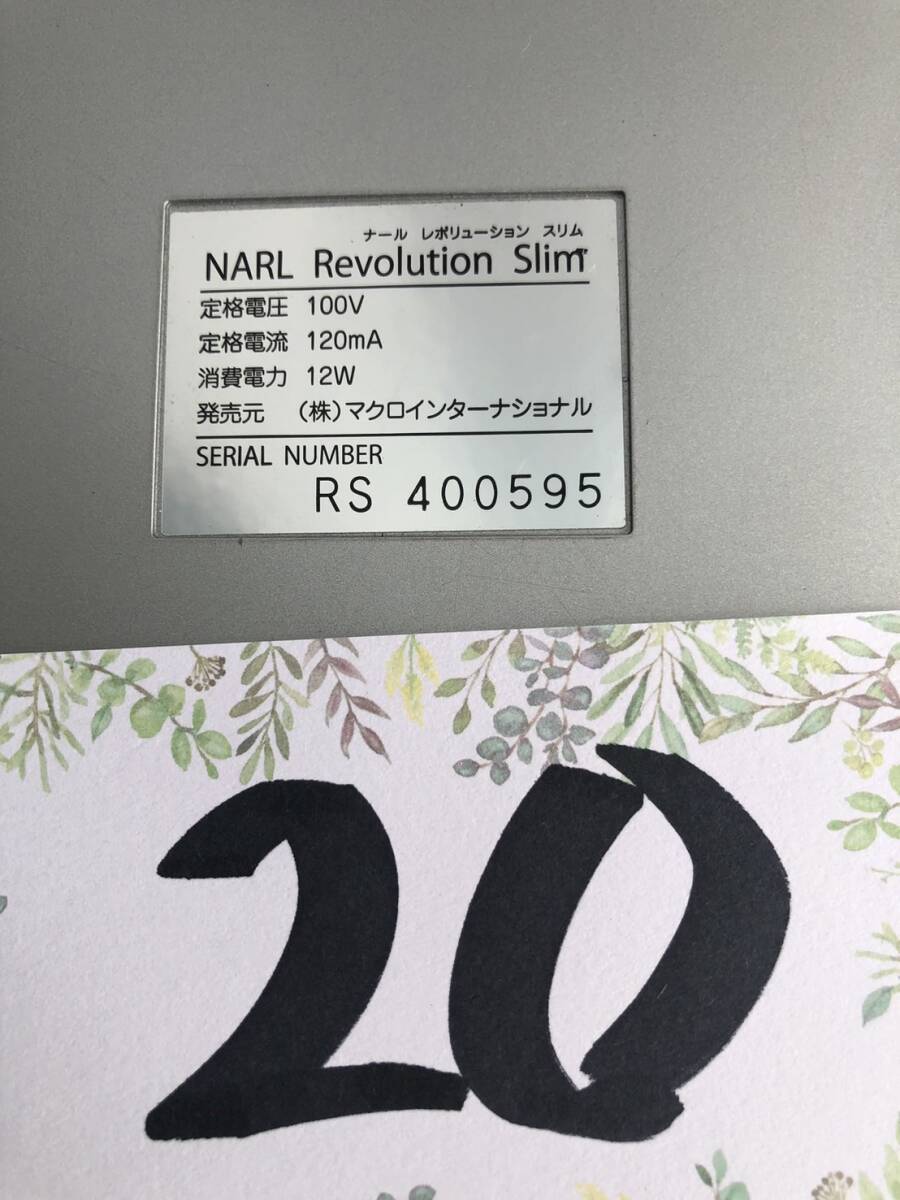 ナール レボリューション スリム
NARL Revolution Slim
定格電圧 100V
定格電流 120mA
消費電力 12W
発売元 (株)マクロインターナショナル
SERIAL NUMBER
RS 400595
20